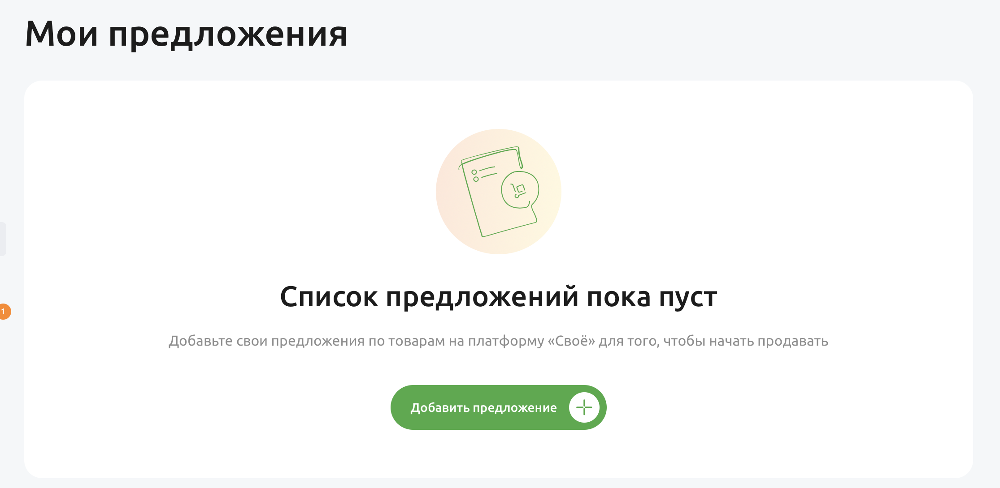 Мои предложения
1
Список предложений пока пуст
Добавьте свои предложения по товарам на платформу «Своё» для того, чтобы начать продавать
Добавить предложение